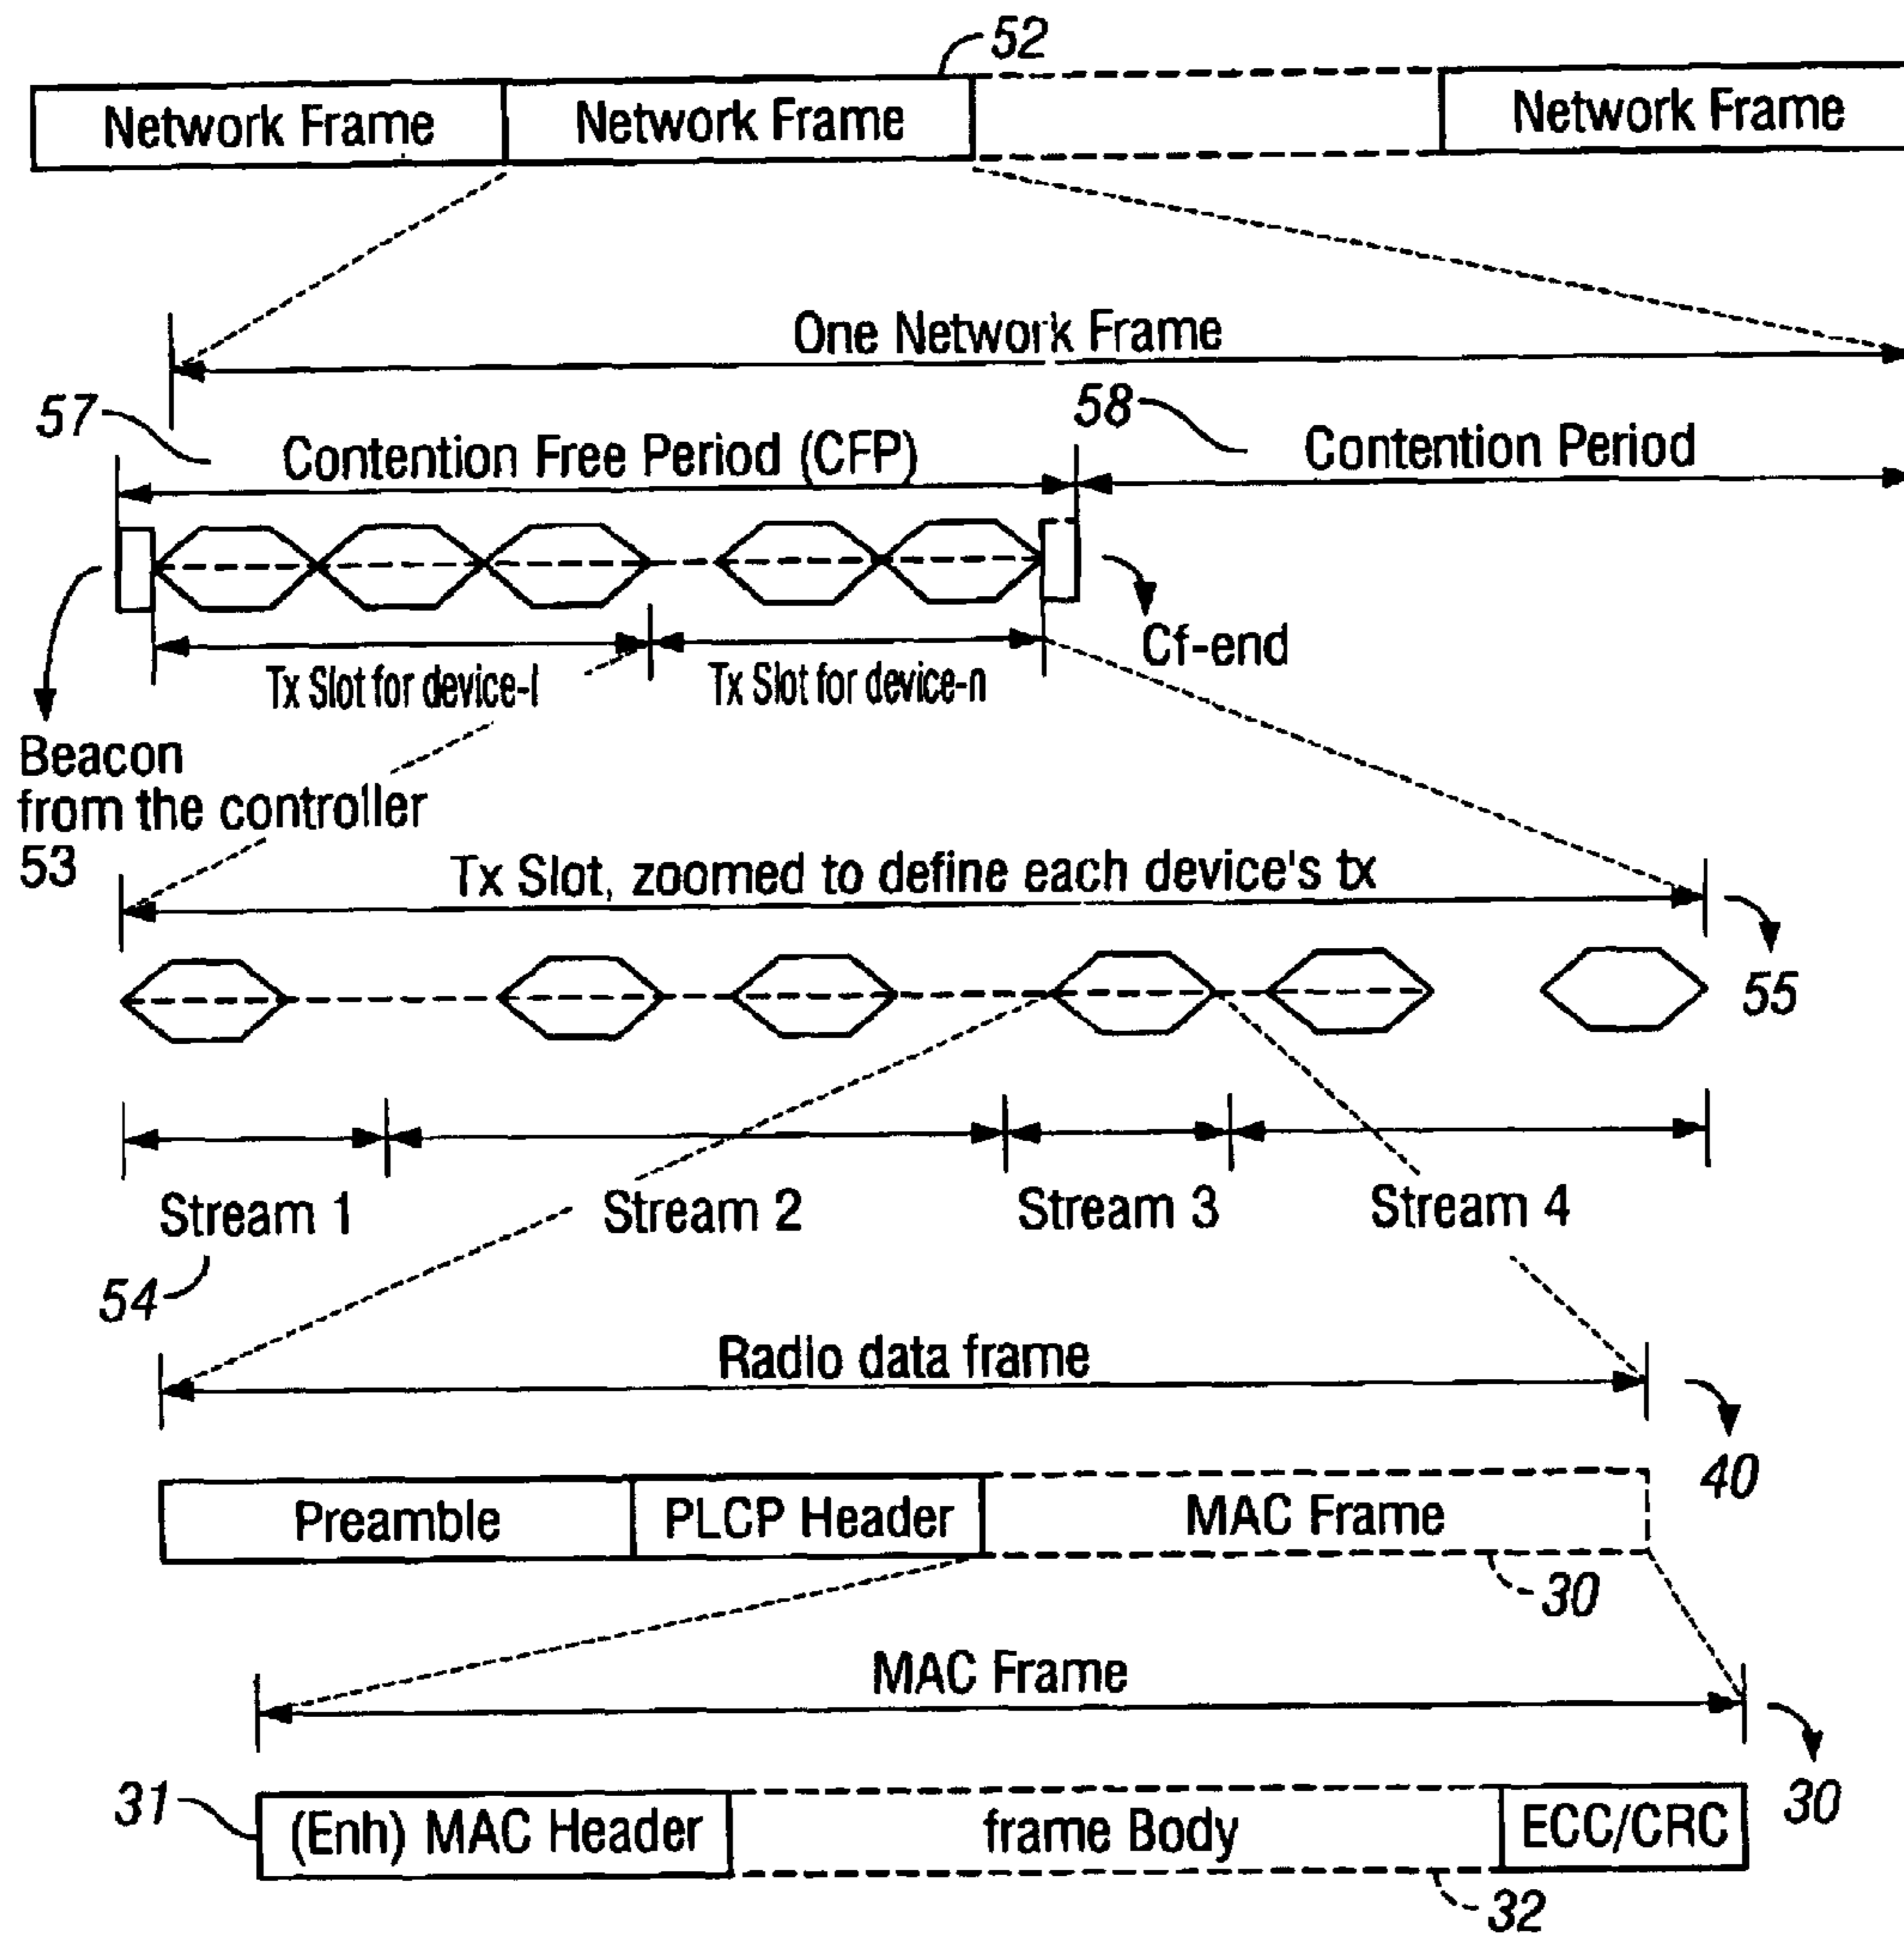 52
Network Frame
Network Frame
Network Frame
One Network Frame
57
58
Contention Free Period (CFP)
Contention Period
Cf-end
Tx Slot for device-l
Tx Slot for device-n
Beacon
from the controller
53
Tx Slot, zoomed to define each device's tx
55
Stream 1
Stream 2
Stream 3
Stream 4
54
Radio data frame
40
Preamble
PLCP Header
MAC Frame
30
MAC Frame
30
31
(Enh) MAC Header
frame Body
ECC/CRC
32